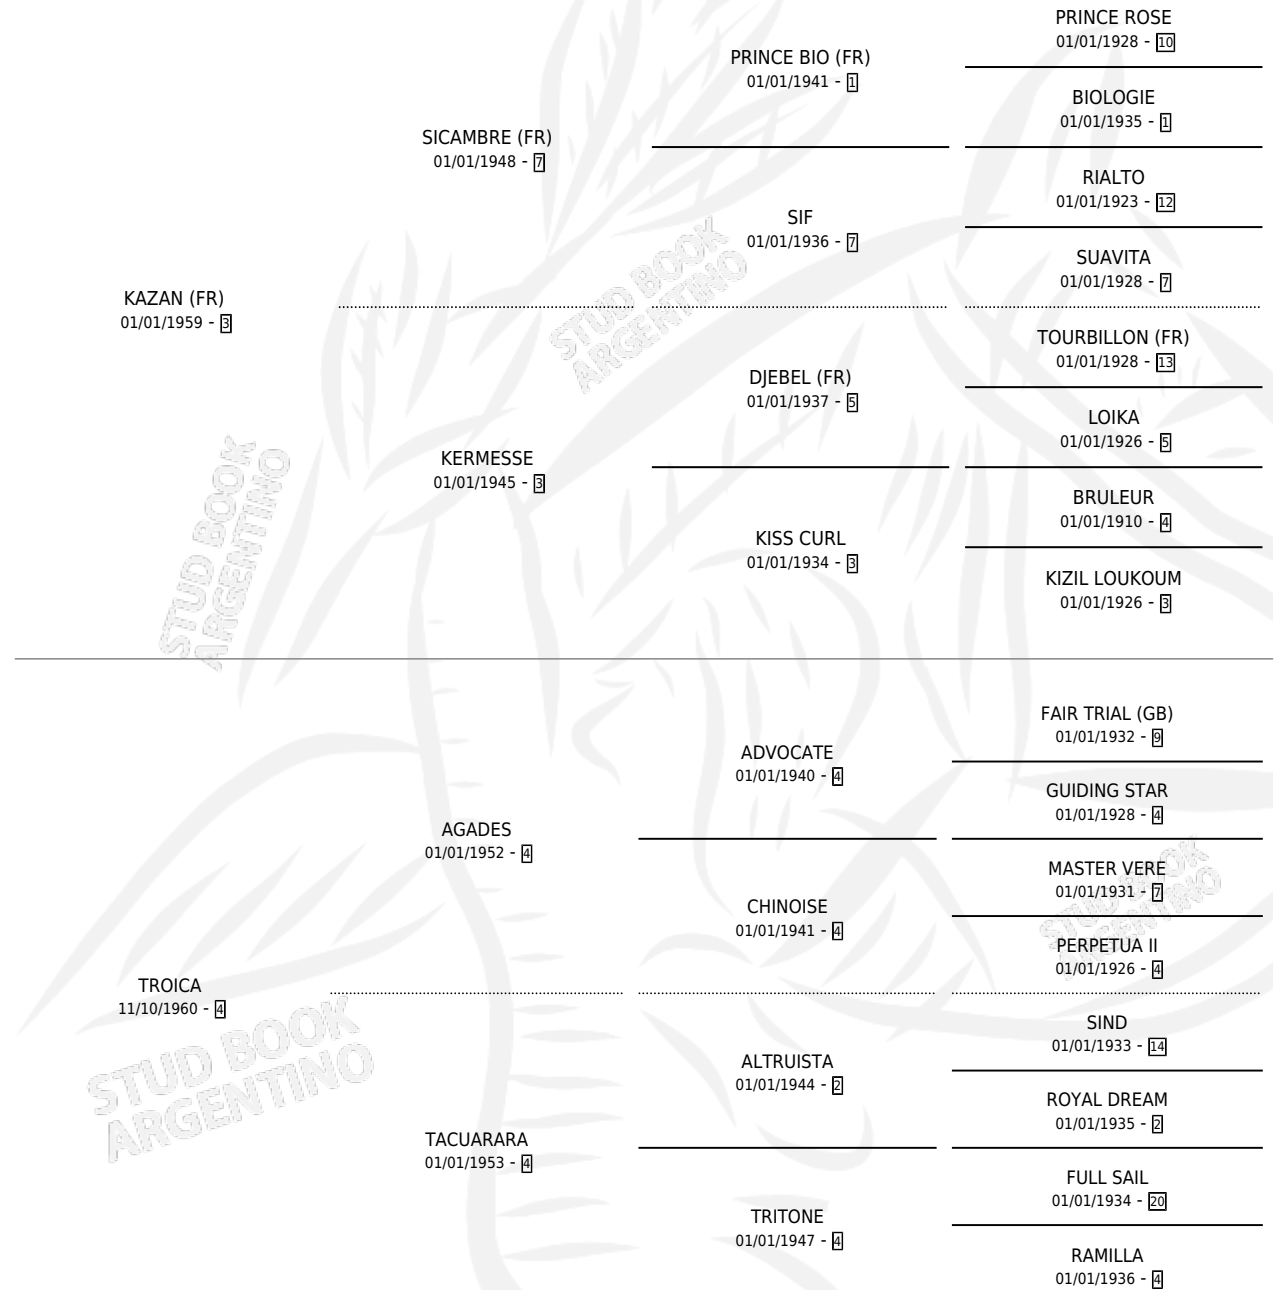 PRINCE ROSE
01/01/1928 - 10
PRINCE BIO (FR)
01/01/1941 - 1
BIOLOGIE
01/01/1935 - 1
SICAMBRE (FR)
01/01/1948 - 7
RIALTO
01/01/1923 - 12
SIF
01/01/1936 - 7
SUAVITA
01/01/1928 - 7
KAZAN (FR)
01/01/1959 - 3
TOURBILLON (FR)
01/01/1928 - 13
DJEBEL (FR)
01/01/1937 - 5
LOIKA
01/01/1926 - 5
KERMESSE
01/01/1945 - 3
BRULEUR
01/01/1910 - 4
KISS CURL
01/01/1934 - 3
KIZIL LOUKOUM
01/01/1926 - 3
FAIR TRIAL (GB)
01/01/1932 - 9
ADVOCATE
01/01/1940 - 4
GUIDING STAR
01/01/1928 - 4
AGADES
01/01/1952 - 4
MASTER VERE
01/01/1931 - 7
CHINOISE
01/01/1941 - 4
PERPETUA II
01/01/1926 - 4
TROICA
11/10/1960 - 4
SIND
01/01/1933 - 14
ALTRUISTA
01/01/1944 - 2
ROYAL DREAM
01/01/1935 - 2
TACUARARA
01/01/1953 - 4
FULL SAIL
01/01/1934 - 20
TRITONE
01/01/1947 - 4
RAMILLA
01/01/1936 - 4
STUD BOOK
ARGENTINO
STUD BOOK
ARGENTINO
STUD BOOK
ARGENTINO
STUD BOOK
ARGENTINO